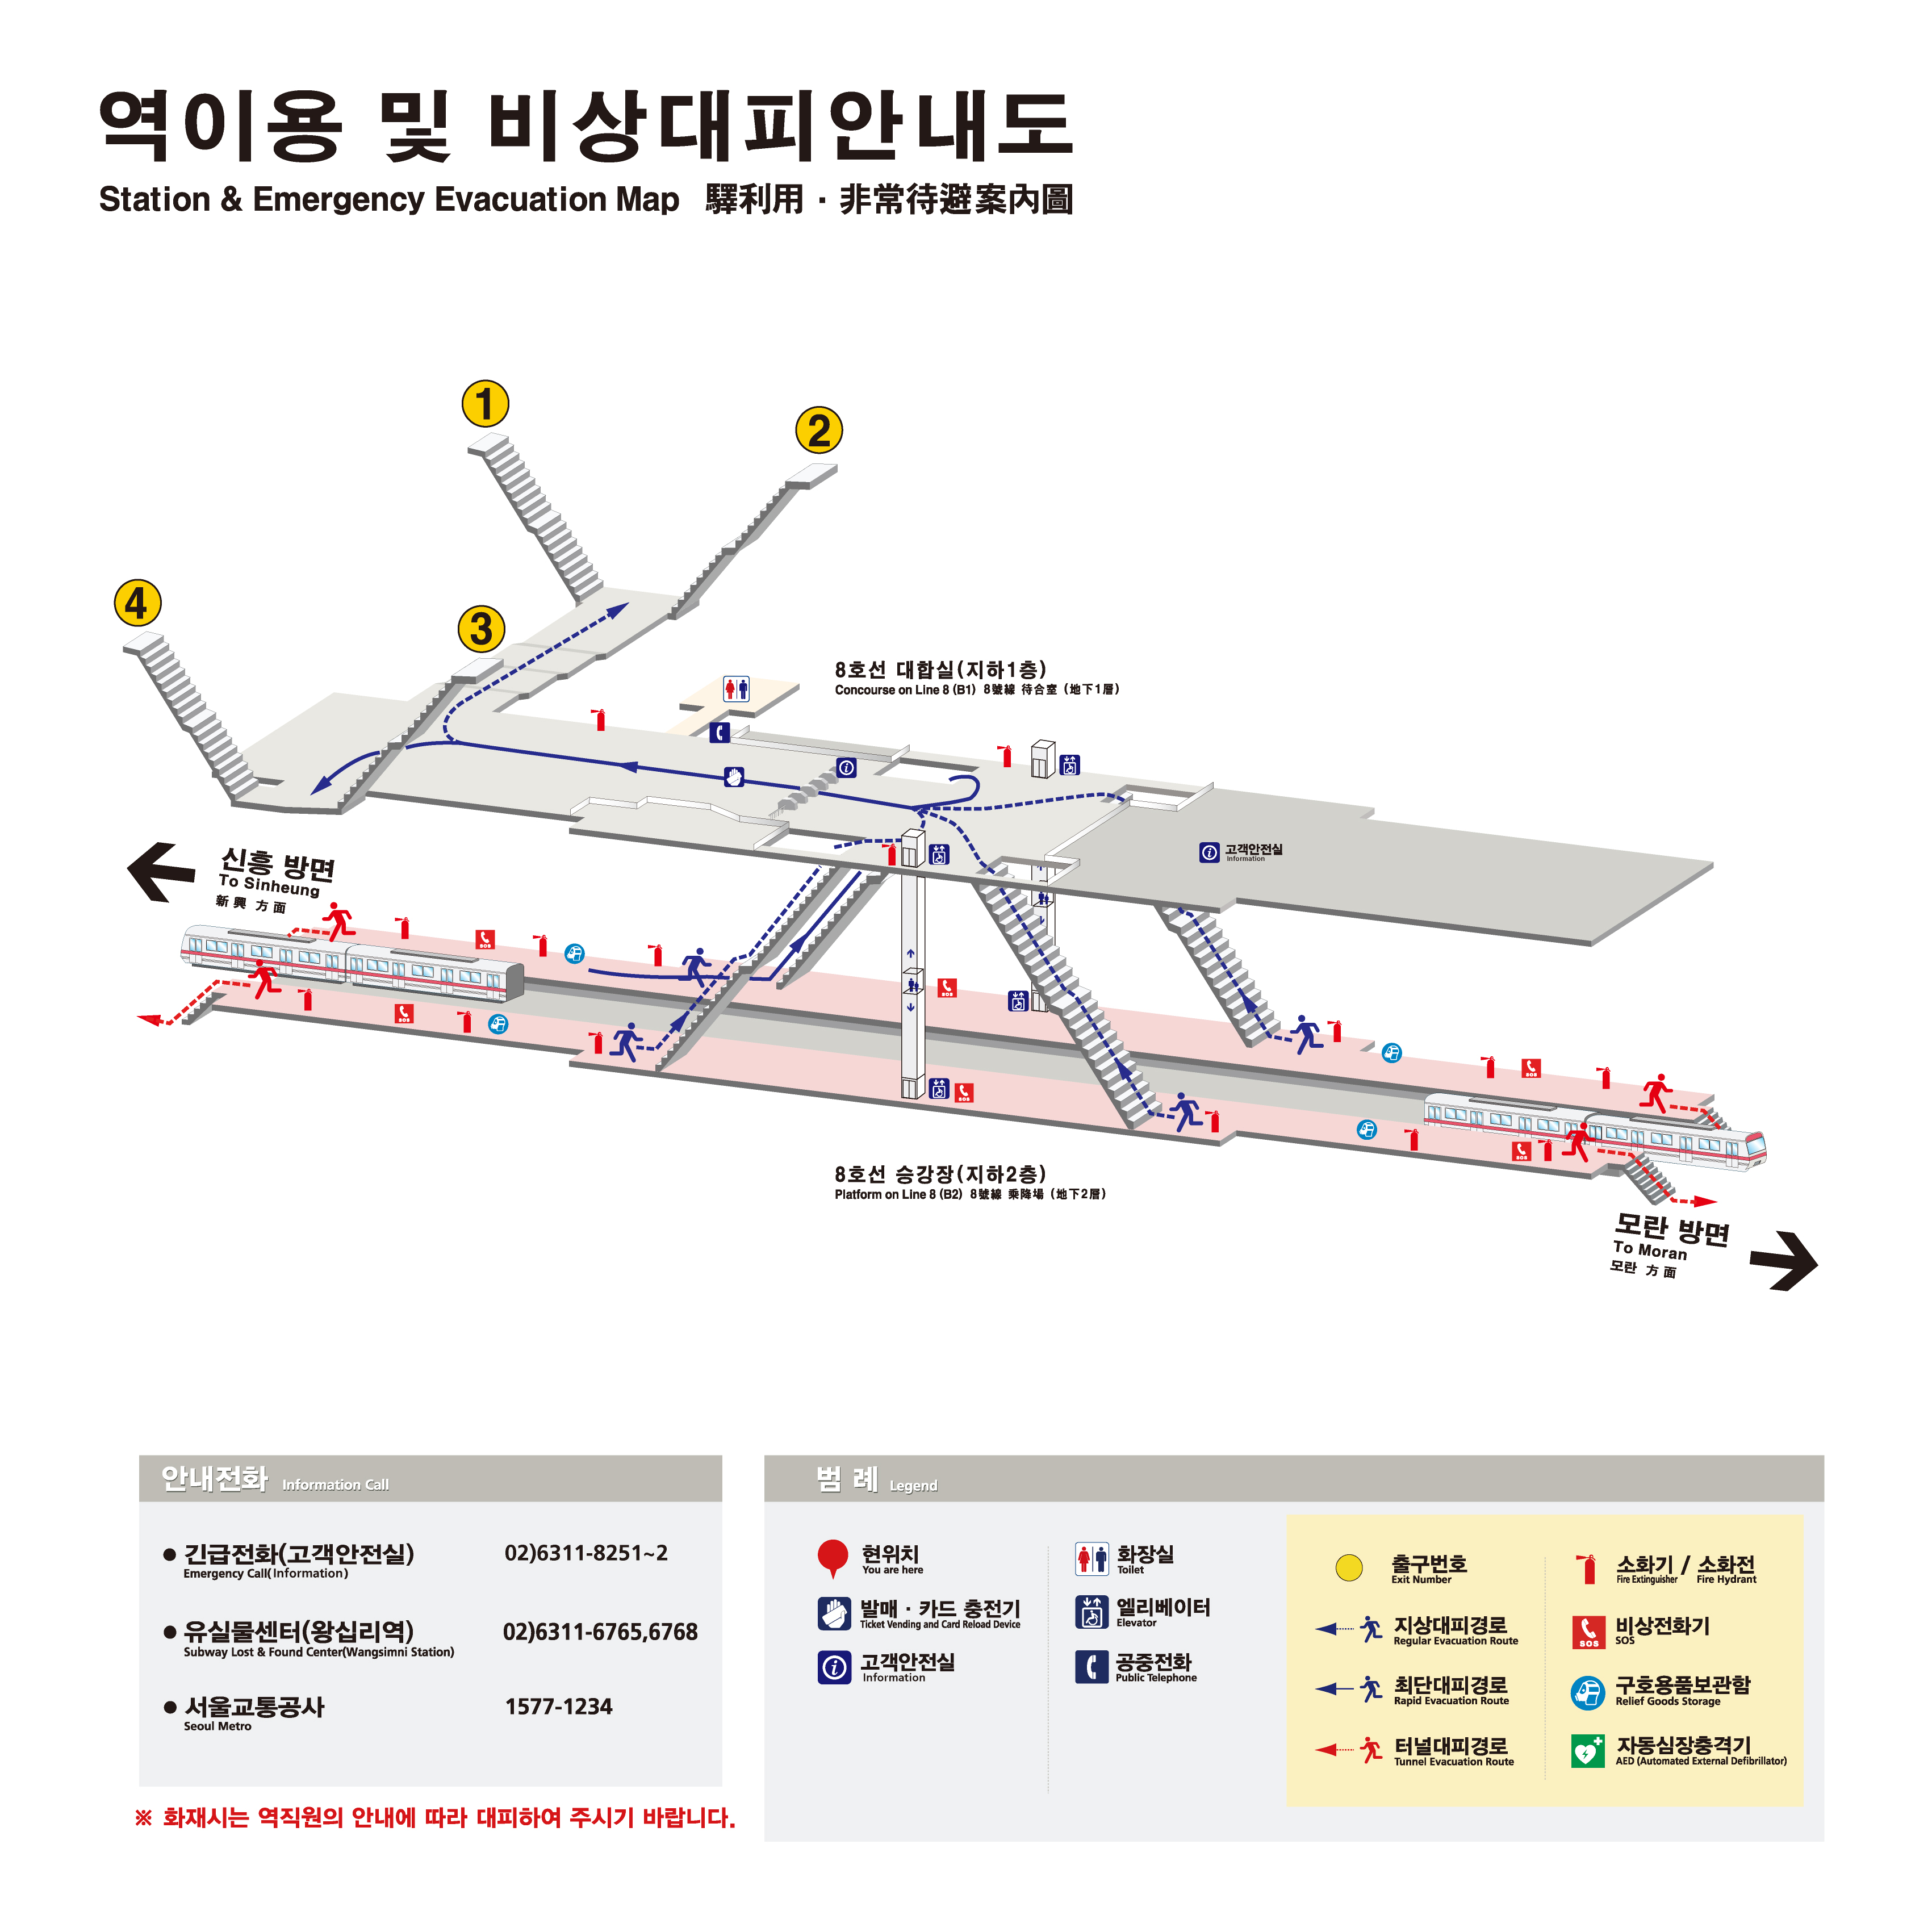 역이용 및 비상대피안내도
Station & Emergency Evacuation Map 驛利用 · 非常待避案內圖
1
2
4
3
8호선 대합실(지하1층)
Concourse on Line 8 (B1) 8號線 待合室 (地下1層)
고객안전실
Information
신흥 방면
To Sinheung
新興 方面
SOS
SOS
SOS
SOS
SOS
SOS
8호선 승강장(지하2층)
Platform on Line 8 (B2) 8號線 乘降場 (地下2層)
모란 방면
To Moran
모란 方面
안내전화 Information Call
● 긴급전화(고객안전실) 02)6311-8251~2
Emergency Call(Information)
● 유실물센터(왕십리역) 02)6311-6765,6768
Subway Lost & Found Center(Wangsimni Station)
● 서울교통공사 1577-1234
Seoul Metro
※ 화재시는 역직원의 안내에 따라 대피하여 주시기 바랍니다.
범 례 Legend
현위치
You are here
발매 · 카드 충전기
Ticket Vending and Card Reload Device
고객안전실
Information
화장실
Toilet
엘리베이터
Elevator
공중전화
Public Telephone
출구번호
Exit Number
지상대피경로
Regular Evacuation Route
최단대피경로
Rapid Evacuation Route
터널대피경로
Tunnel Evacuation Route
소화기 / 소화전
Fire Extinguisher Fire Hydrant
SOS
비상전화기
SOS
구호용품보관함
Relief Goods Storage
자동심장충격기
AED (Automated External Defibrillator)